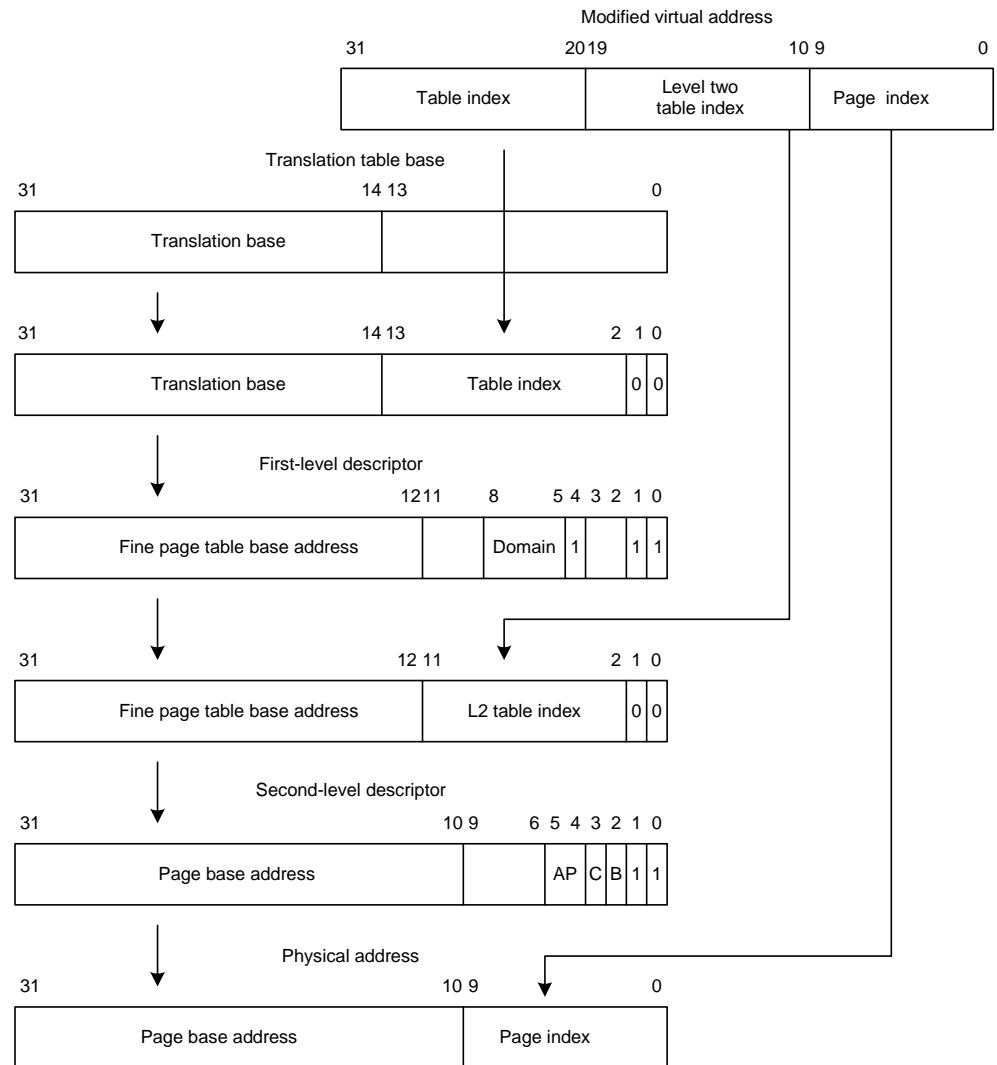 Modified virtual address
31 20 19 10 9 0
Table index Level two table index Page index
Translation table base
31 14 13 0
Translation base
31 14 13 2 1 0
Translation base Table index 0 0
First-level descriptor
31 12 11 8 5 4 3 2 1 0
Fine page table base address Domain 1 1 1
31 12 11 2 1 0
Fine page table base address L2 table index 0 0
Second-level descriptor
31 10 9 6 5 4 3 2 1 0
Page base address AP C B 1 1
Physical address
31 10 9 0
Page base address Page index